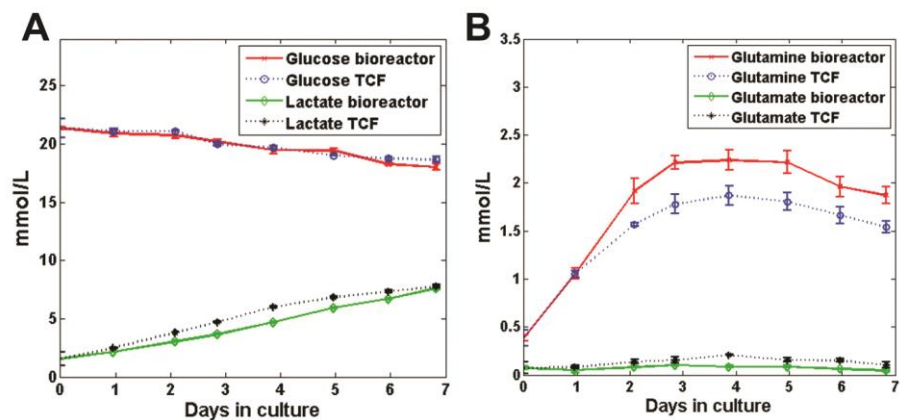 A
mmol/L
25
20
15
10
5
0
0 1 2 3 4 5 6 7
Days in culture
Glucose bioreactor
Glucose TCF
Lactate bioreactor
Lactate TCF
B
mmol/L
3.5
3
2.5
2
1.5
1
0.5
0
0 1 2 3 4 5 6 7
Days in culture
Glutamine bioreactor
Glutamine TCF
Glutamate bioreactor
Glutamate TCF